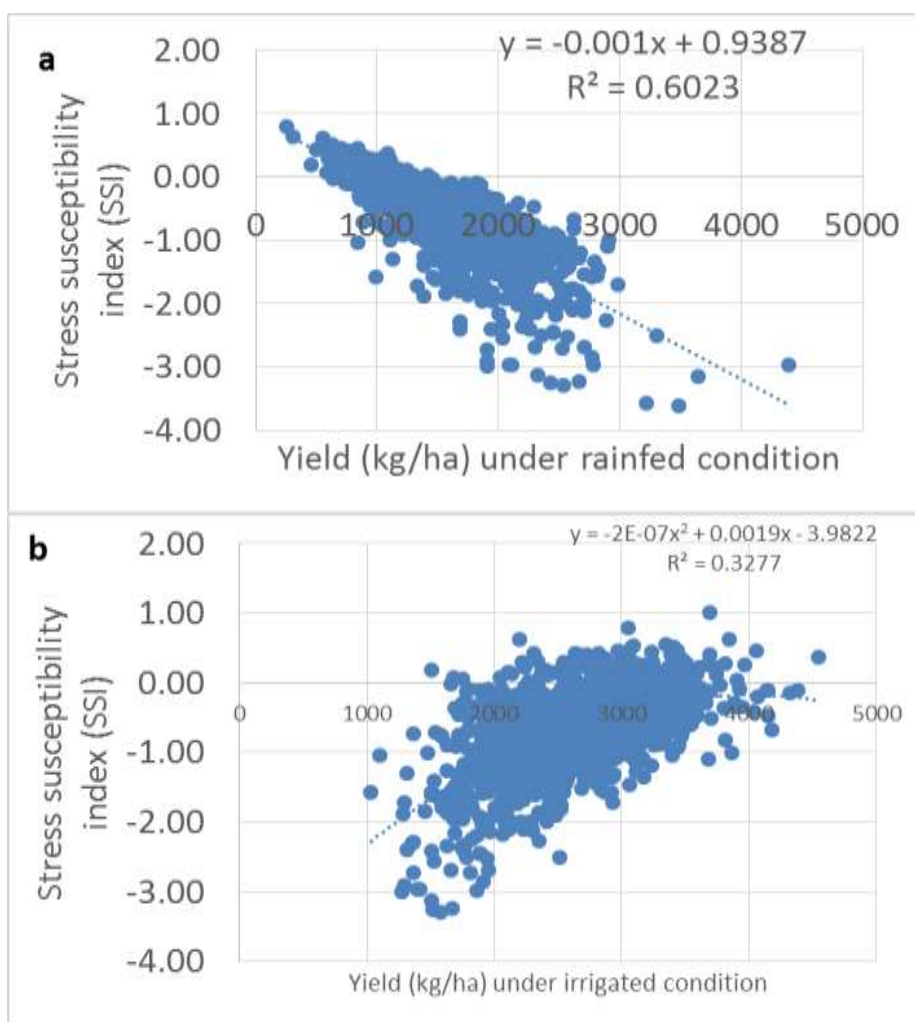 a
y = -0.001x + 0.9387
R² = 0.6023
Stress susceptibility
index (SSI)
2.00
1.00
0.00
-1.00
-2.00
-3.00
-4.00
0 1000 2000 3000 4000 5000
Yield (kg/ha) under rainfed condition
b
y = -2E-07x² + 0.0019x - 3.9822
R² = 0.3277
Stress susceptibility
index (SSI)
2.00
1.00
0.00
-1.00
-2.00
-3.00
-4.00
0 1000 2000 3000 4000 5000
Yield (kg/ha) under irrigated condition